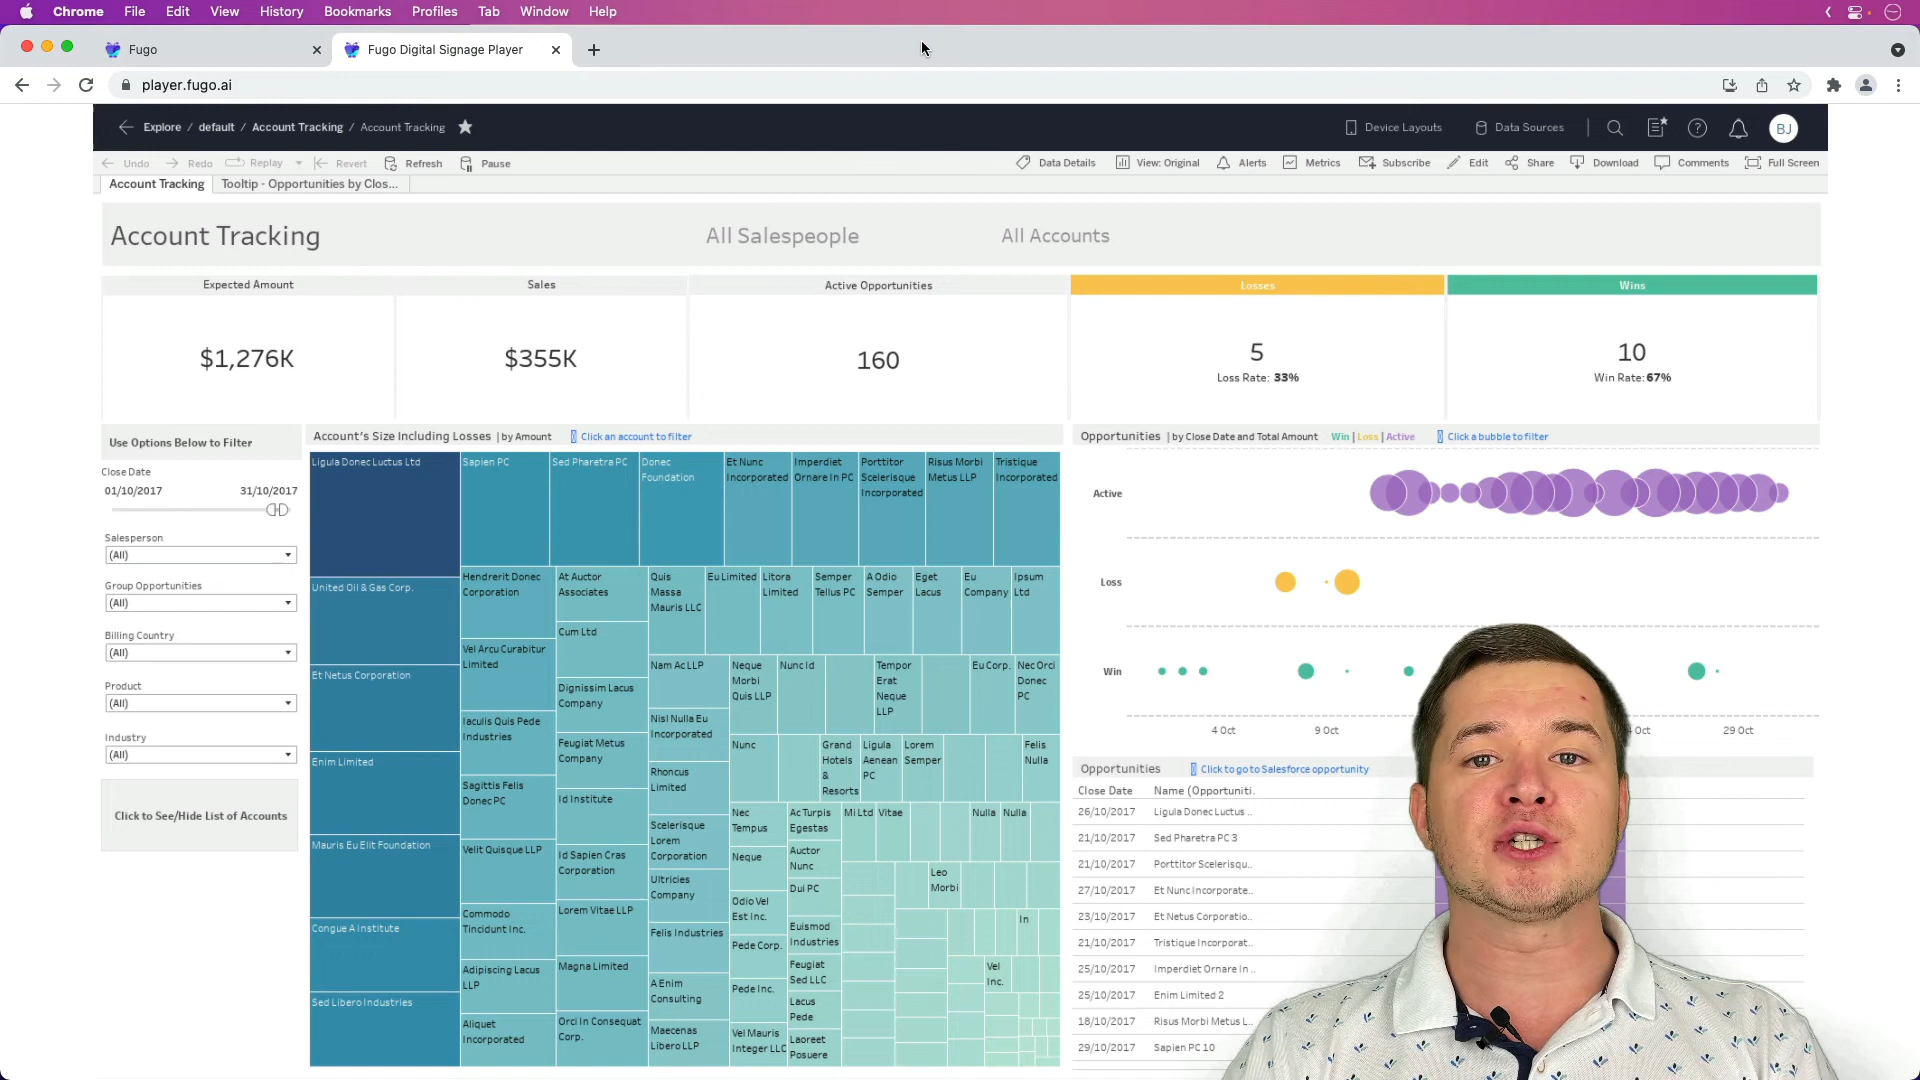 Chrome File Edit View History Bookmarks Profiles Tab Window Help
Fugo
Fugo Digital Signage Player
player.fugo.ai
Explore / default / Account Tracking / Account Tracking
Device Layouts
Data Sources
BJ
Undo Redo Replay Revert Refresh Pause
Data Details View: Original Alerts Metrics Subscribe Edit Share Download Comments Full Screen
Account Tracking
Tooltip - Opportunities by Clos...
Account Tracking
All Salespeople
All Accounts
Expected Amount
$1,276K
Sales
$355K
Active Opportunities
160
Losses
5
Loss Rate: 33%
Wins
10
Win Rate: 67%
Use Options Below to Filter
Close Date
01/10/2017
31/10/2017
Salesperson
(All)
Group Opportunities
(All)
Billing Country
(All)
Product
(All)
Industry
(All)
Click to See/Hide List of Accounts
Account's Size Including Losses | by Amount
Click an account to filter
Ligula Donec Luctus Ltd
United Oil & Gas Corp.
Et Netus Corporation
Enim Limited
Mauris Eu Elit Foundation
Congue A Institute
Sed Libero Industries
Sapien PC
Sed Pharetra PC
Donec
Foundation
Et Nunc
Incorporated
Imperdiet
Ornare In PC
Porttitor
Scelerisque
Incorporated
Risus Morbi
Metus LLP
Tristique
Incorporated
Hendrerit Donec
Corporation
Vel Arcu Curabitur
Limited
Iaculis Quis Pede
Industries
Sagittis Felis
Donec PC
Velit Quisque LLP
Commodo
Tincidunt Inc.
Adipiscing Lacus
LLP
Aliquet
Incorporated
At Auctor
Associates
Cum Ltd
Dignissim Lacus
Company
Feugiat Metus
Company
Id Institute
Id Sapien Cras
Corporation
Lorem Vitae LLP
Magna Limited
Orci In Consequat
Corp.
Quis
Massa
Mauris LLC
Eu Limited
Litora
Limited
Semper
Tellus PC
A Odio
Semper
Eget
Lacus
Eu
Company
Ipsum
Ltd
Nam Ac LLP
Nisl Nulla Eu
Incorporated
Rhoncus
Limited
Scelerisque
Lorem
Corporation
Ultricies
Company
Felis Industries
A Enim
Consulting
Maecenas
Libero LLP
Neque
Morbi
Quis LLP
Nunc Id
Tempor
Erat
Neque
LLP
Eu Corp.
Nec Orci
Donec
PC
Nunc
Grand
Hotels
&
Resorts
Ligula
Aenean
PC
Lorem
Semper
Felis
Nulla
Nec
Tempus
Neque
Odio Vel
Est Inc.
Pede Corp.
Pede Inc.
Vel Mauris
Integer LLC
Ac Turpis
Egestas
Auctor
Nunc
Dui PC
Euismod
Industries
Feugiat
Sed LLC
Lacus
Pede
Laoreet
Posuere
Mi Ltd
Vitae
Nulla
Nulla
Leo
Morbi
In
Vel
Inc.
Opportunities | by Close Date and Total Amount Win | Loss | Active
Click a bubble to filter
Active
Loss
Win
4 Oct
9 Oct
Oct
29 Oct
Opportunities
Click to go to Salesforce opportunity
Close Date Name (Opportuniti.
26/10/2017 Ligula Donec Luctus ..
21/10/2017 Sed Pharetra PC 3
21/10/2017 Porttitor Scelerisqu..
27/10/2017 Et Nunc Incorporate..
23/10/2017 Et Netus Corporatio..
21/10/2017 Tristique Incorporat..
25/10/2017 Imperdiet Ornare In ..
25/10/2017 Enim Limited 2
18/10/2017 Risus Morbi Metus L..
29/10/2017 Sapien PC 10